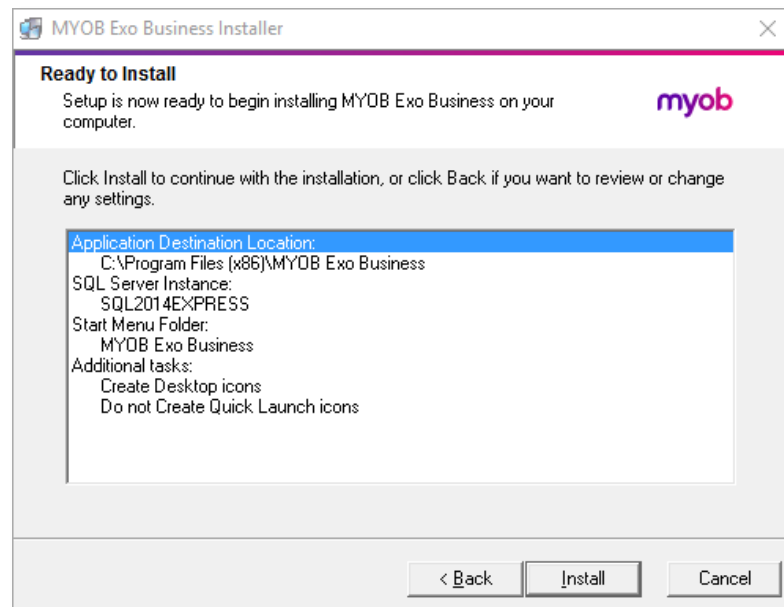 MYOB Exo Business Installer
Ready to Install
Setup is now ready to begin installing MYOB Exo Business on your
computer.
myob
Click Install to continue with the installation, or click Back if you want to review or change
any settings.
Application Destination Location:
C:\Program Files (x86)\MYOB Exo Business
SQL Server Instance:
SQL2014EXPRESS
Start Menu Folder:
MYOB Exo Business
Additional tasks:
Create Desktop icons
Do not Create Quick Launch icons
< Back
Install
Cancel